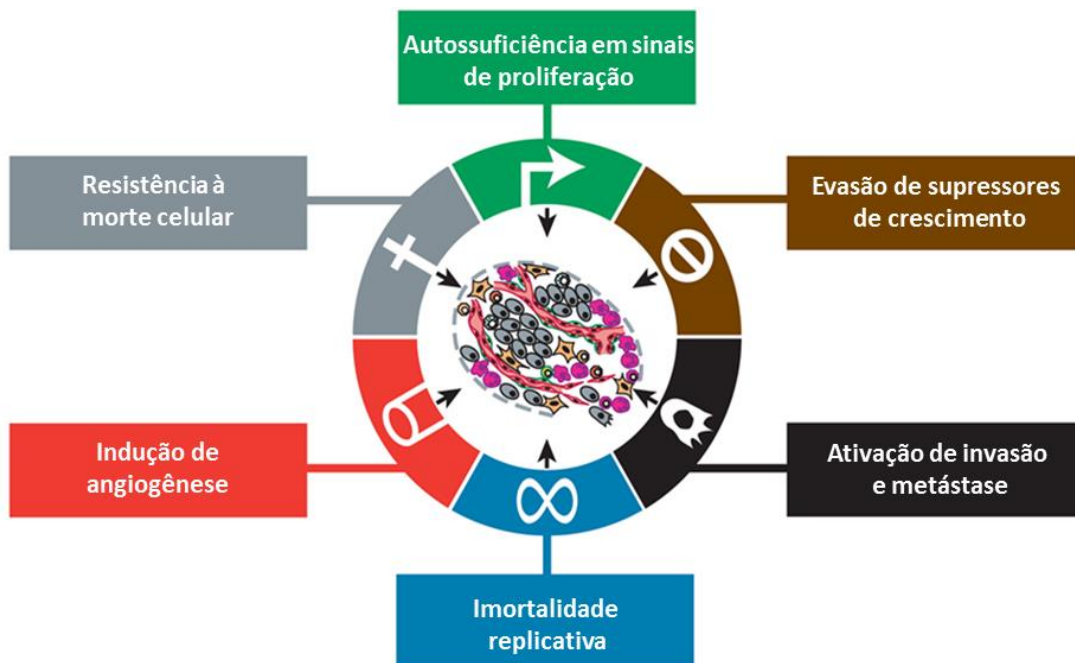 Autossuficiência em sinais
de proliferação
Resistência à
morte celular
Evasão de supressores
de crescimento
Indução de
angiogênese
Ativação de invasão
e metástase
Imortalidade
replicativa